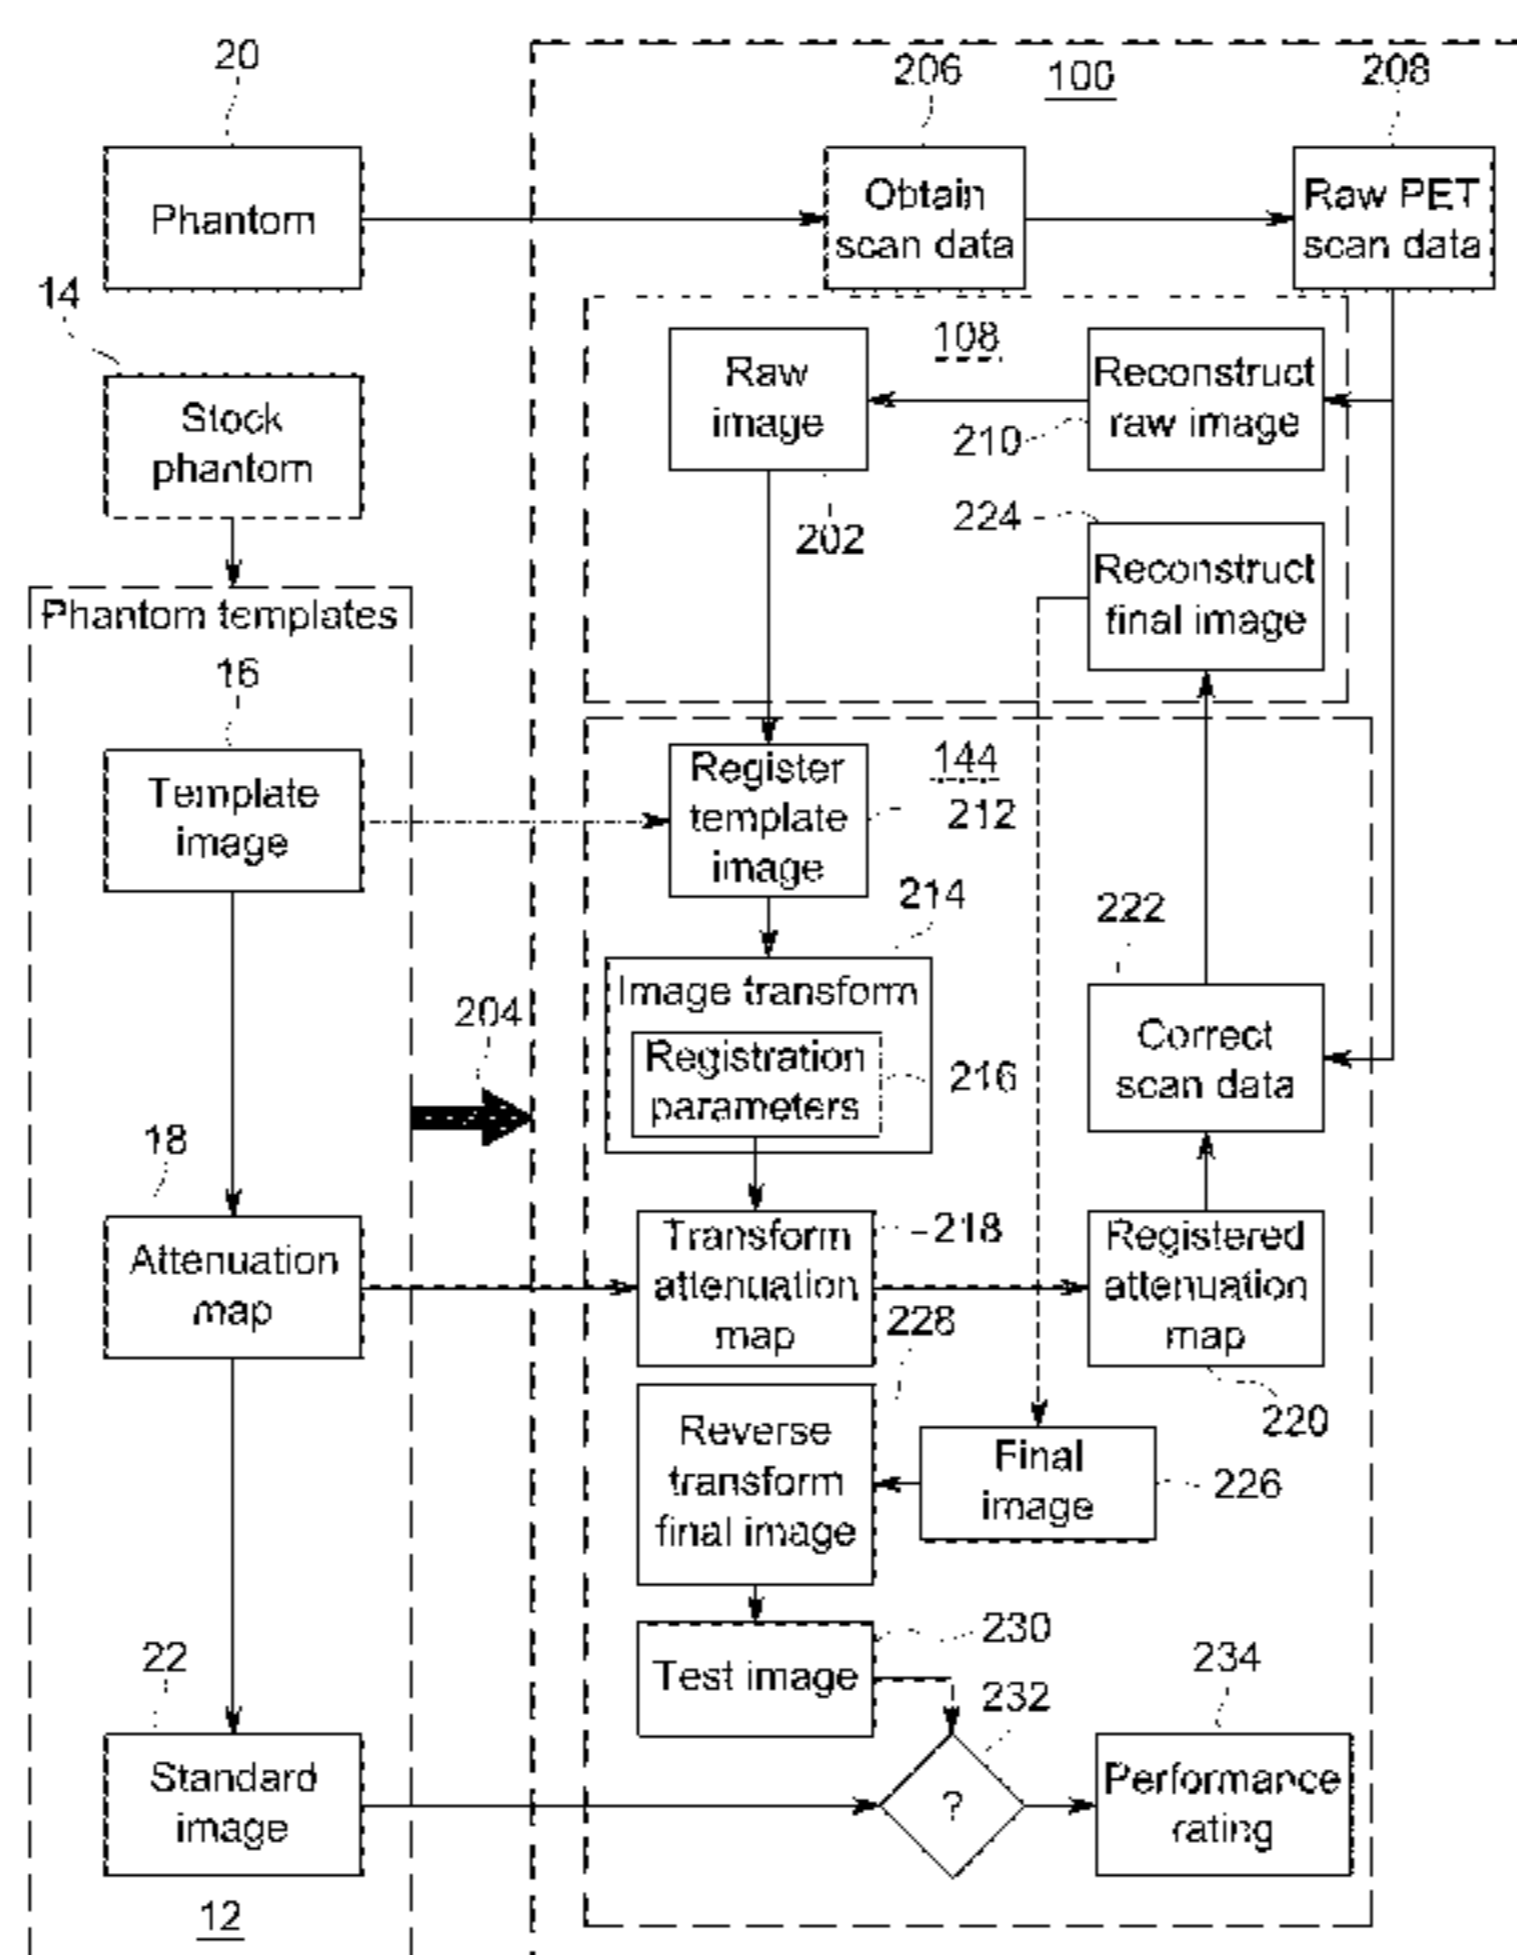 20
206
100
208
Phantom
Obtain
scan data
Raw PET
scan data
14
108
Stock
phantom
Raw
image
Reconstruct
raw image
210
202
224
Reconstruct
final image
Phantom templates
16
Template
image
Register
template
image
144
212
214
222
204
Image transform
Registration
parameters
216
Correct
scan data
18
Attenuation
map
Transform
attenuation
map
218
Registered
attenuation
map
228
220
Reverse
transform
final image
Final
image
226
230
Test image
22
232
234
Standard
image
?
Performance
rating
12